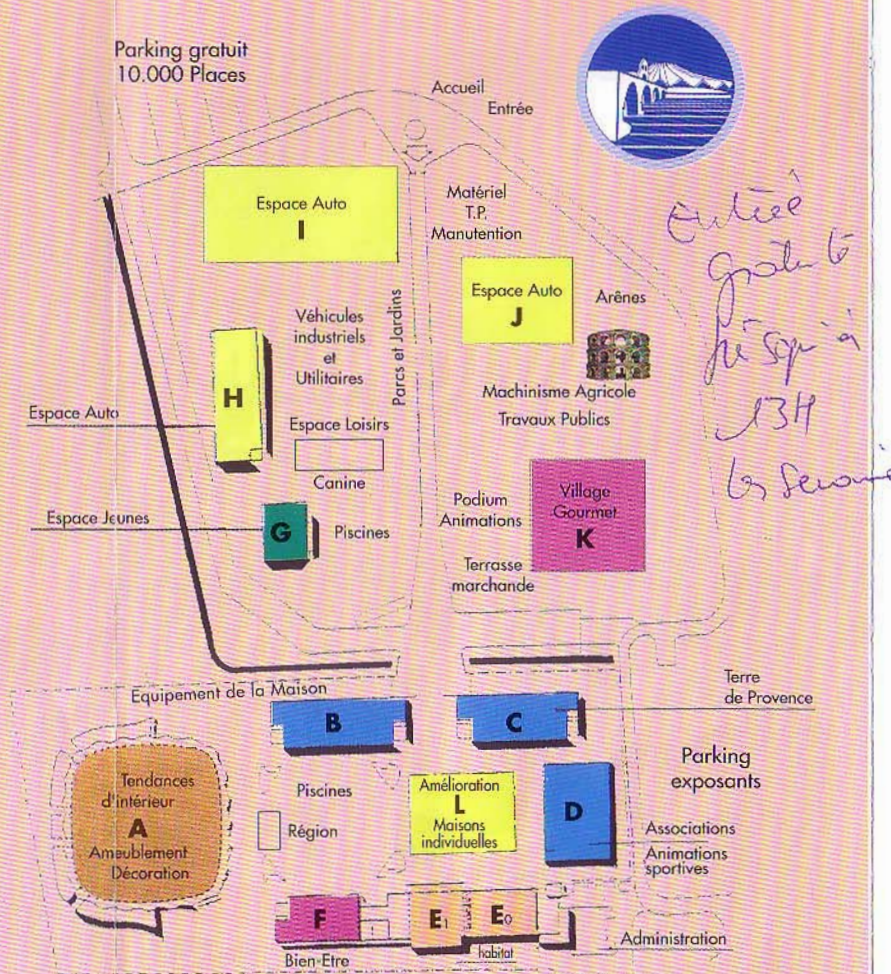 Parking gratuit
10.000 Places
Accueil
Entrée
Espace Auto
I
Matériel
T.P.
Manutention
Entrée
Espace Auto
J
Arènes
Parcs et Jardins
Véhicules
industriels
et
Utilitaires
H
Machinisme Agricole
Travaux Publics
13H
Espace Auto
Espace Loisirs
Canine
Village
Gourmet
K
Podium
Animations
Espace Jeunes
G
Piscines
Terrasse
marchande
Equipement de la Maison
B
C
Terre
de Provence
Parking
exposants
Tendances
d'intérieur
A
Ameublement
Décoration
Piscines
Région
Amélioration
L
Maisons
individuelles
D
Associations
Animations
sportives
F
Bien-Etre
E1
E0
habitat
Administration